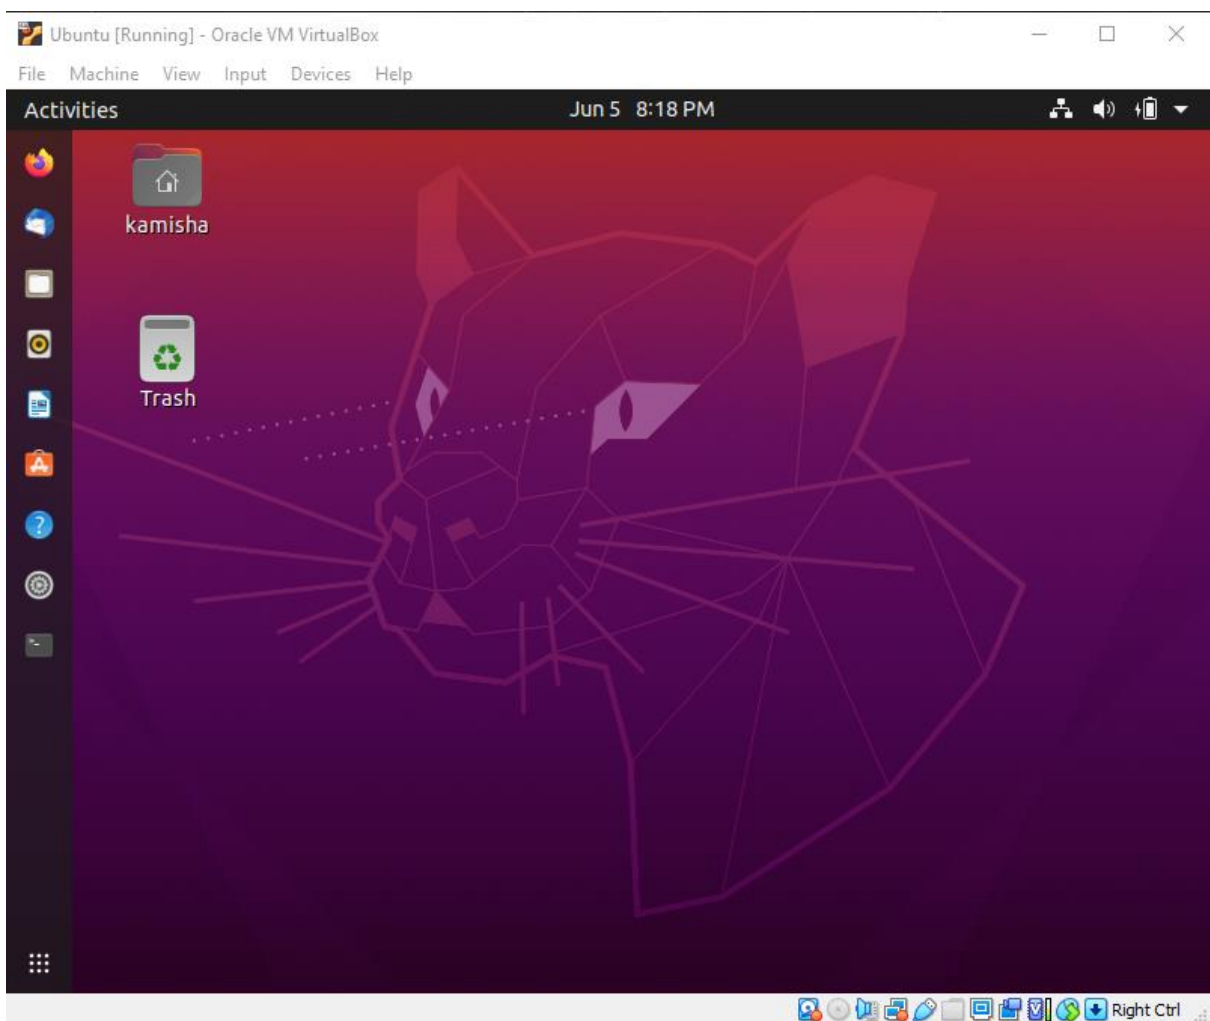 Ubuntu [Running] - Oracle VM VirtualBox
File Machine View Input Devices Help
Activities Jun 5 8:18 PM
kamisha
Trash
Right Ctrl